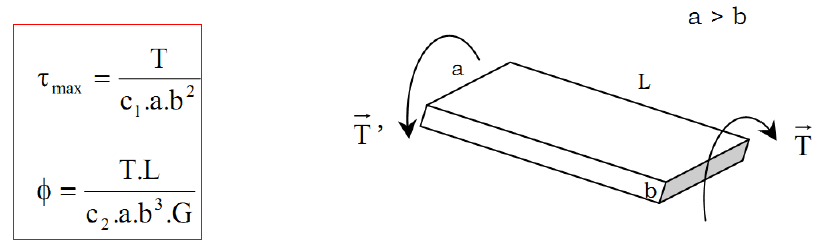 τmax = T / c₁.a.b²
ϕ = T.L / c₂.a.b³.G
a > b
a
L
T⃗’
T⃗
b